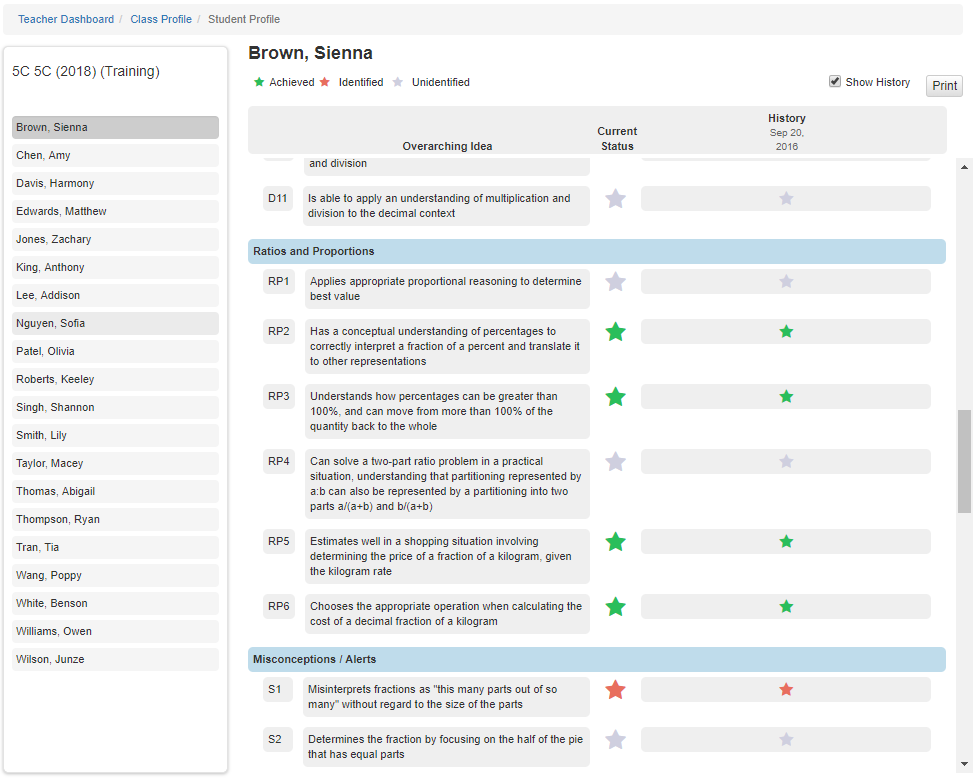 Teacher Dashboard / Class Profile / Student Profile
5C 5C (2018) (Training)
Brown, Sienna
Chen, Amy
Davis, Harmony
Edwards, Matthew
Jones, Zachary
King, Anthony
Lee, Addison
Nguyen, Sofia
Patel, Olivia
Roberts, Keeley
Singh, Shannon
Smith, Lily
Taylor, Macey
Thomas, Abigail
Thompson, Ryan
Tran, Tia
Wang, Poppy
White, Benson
Williams, Owen
Wilson, Junze
Brown, Sienna
Achieved Identified Unidentified
Show History
Print
Overarching Idea
Current
Status
History
Sep 20,
2016
and division
D11
Is able to apply an understanding of multiplication and
division to the decimal context
Ratios and Proportions
RP1
Applies appropriate proportional reasoning to determine
best value
RP2
Has a conceptual understanding of percentages to
correctly interpret a fraction of a percent and translate it
to other representations
RP3
Understands how percentages can be greater than
100%, and can move from more than 100% of the
quantity back to the whole
RP4
Can solve a two-part ratio problem in a practical
situation, understanding that partitioning represented by
a:b can also be represented by a partitioning into two
parts a/(a+b) and b/(a+b)
RP5
Estimates well in a shopping situation involving
determining the price of a fraction of a kilogram, given
the kilogram rate
RP6
Chooses the appropriate operation when calculating the
cost of a decimal fraction of a kilogram
Misconceptions / Alerts
S1
Misinterprets fractions as "this many parts out of so
many" without regard to the size of the parts
S2
Determines the fraction by focusing on the half of the pie
that has equal parts